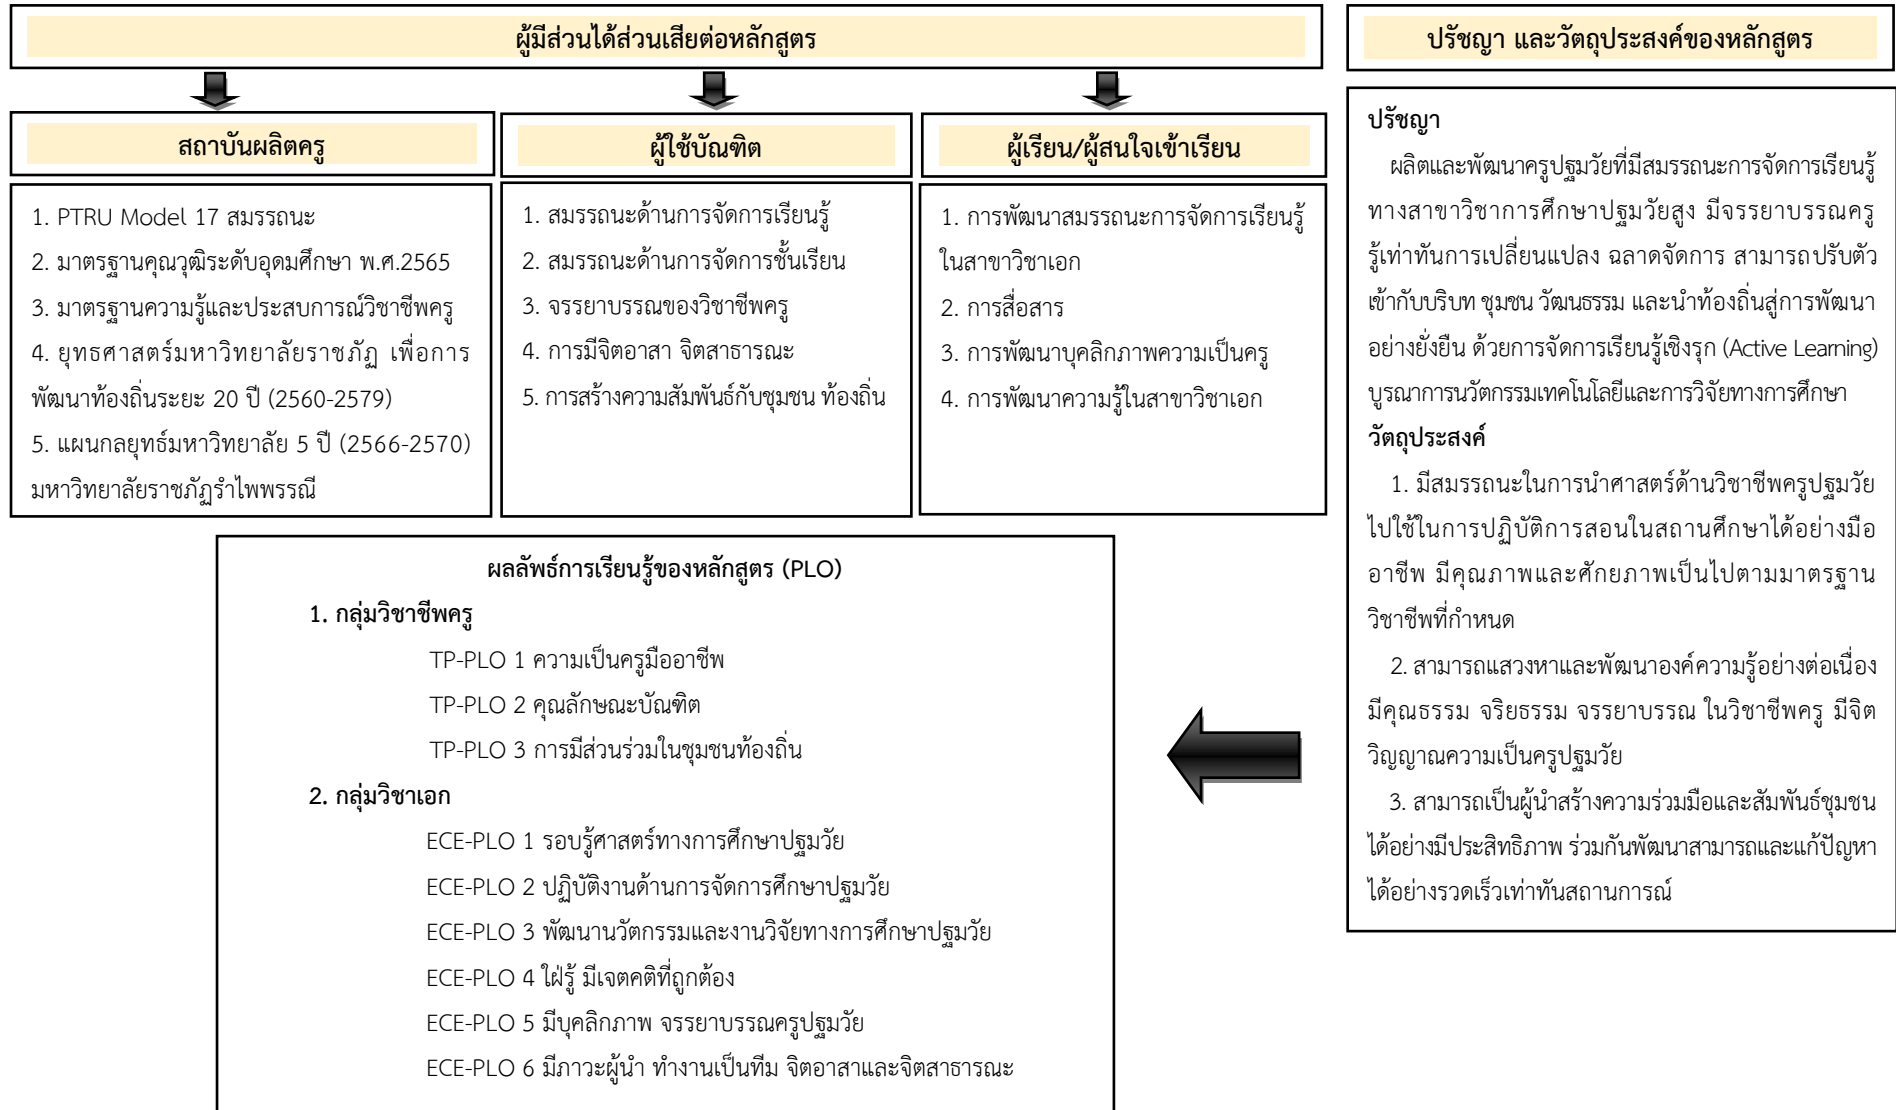 ผู้มีส่วนได้ส่วนเสียต่อหลักสูตร
สถาบันผลิตครู
1. PTRU Model 17 สมรรถนะ
2. มาตรฐานคุณวุฒิระดับอุดมศึกษา พ.ศ.2565
3. มาตรฐานความรู้และประสบการณ์วิชาชีพครู
4. ยุทธศาสตร์มหาวิทยาลัยราชภัฏ เพื่อการ
พัฒนาท้องถิ่นระยะ 20 ปี (2560-2579)
5. แผนกลยุทธ์มหาวิทยาลัย 5 ปี (2566-2570)
มหาวิทยาลัยราชภัฏรำไพพรรณี
ผู้ใช้บัณฑิต
1. สมรรถนะด้านการจัดการเรียนรู้
2. สมรรถนะด้านการจัดการชั้นเรียน
3. จรรยาบรรณของวิชาชีพครู
4. การมีจิตอาสา จิตสาธารณะ
5. การสร้างความสัมพันธ์กับชุมชน ท้องถิ่น
ผู้เรียน/ผู้สนใจเข้าเรียน
1. การพัฒนาสมรรถนะการจัดการเรียนรู้
ในสาขาวิชาเอก
2. การสื่อสาร
3. การพัฒนาบุคลิกภาพความเป็นครู
4. การพัฒนาความรู้ในสาขาวิชาเอก
ปรัชญา และวัตถุประสงค์ของหลักสูตร
ปรัชญา
ผลิตและพัฒนาครูปฐมวัยที่มีสมรรถนะการจัดการเรียนรู้
ทางสาขาวิชาการศึกษาปฐมวัยสูง มีจรรยาบรรณครู
รู้เท่าทันการเปลี่ยนแปลง ฉลาดจัดการ สามารถปรับตัว
เข้ากับบริบท ชุมชน วัฒนธรรม และนำท้องถิ่นสู่การพัฒนา
อย่างยั่งยืน ด้วยการจัดการเรียนรู้เชิงรุก (Active Learning)
บูรณาการนวัตกรรมเทคโนโลยีและการวิจัยทางการศึกษา
วัตถุประสงค์
1. มีสมรรถนะในการนำศาสตร์ด้านวิชาชีพครูปฐมวัย
ไปใช้ในการปฏิบัติการสอนในสถานศึกษาได้อย่างมือ
อาชีพ มีคุณภาพและศักยภาพเป็นไปตามมาตรฐาน
วิชาชีพที่กำหนด
2. สามารถแสวงหาและพัฒนาองค์ความรู้อย่างต่อเนื่อง
มีคุณธรรม จริยธรรม จรรยาบรรณ ในวิชาชีพครู มีจิต
วิญญาณความเป็นครูปฐมวัย
3. สามารถเป็นผู้นำสร้างความร่วมมือและสัมพันธ์ชุมชน
ได้อย่างมีประสิทธิภาพ ร่วมกันพัฒนาสามารถและแก้ปัญหา
ได้อย่างรวดเร็วเท่าทันสถานการณ์
ผลลัพธ์การเรียนรู้ของหลักสูตร (PLO)
1. กลุ่มวิชาชีพครู
TP-PLO 1 ความเป็นครูมืออาชีพ
TP-PLO 2 คุณลักษณะบัณฑิต
TP-PLO 3 การมีส่วนร่วมในชุมชนท้องถิ่น
2. กลุ่มวิชาเอก
ECE-PLO 1 รอบรู้ศาสตร์ทางการศึกษาปฐมวัย
ECE-PLO 2 ปฏิบัติงานด้านการจัดการศึกษาปฐมวัย
ECE-PLO 3 พัฒนานวัตกรรมและงานวิจัยทางการศึกษาปฐมวัย
ECE-PLO 4 ใฝ่รู้ มีเจตคติที่ถูกต้อง
ECE-PLO 5 มีบุคลิกภาพ จรรยาบรรณครูปฐมวัย
ECE-PLO 6 มีภาวะผู้นำ ทำงานเป็นทีม จิตอาสาและจิตสาธารณะ